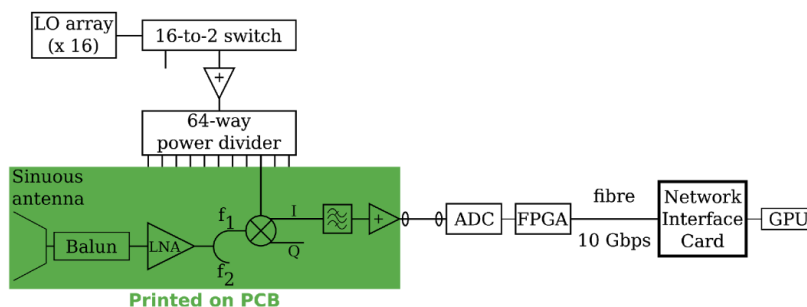 LO array
(x 16)
16-to-2 switch
+
64-way
power divider
Sinuous
antenna
Balun
LNA
f1
f2
I
Q
+
ADC
FPGA
fibre
10 Gbps
Network
Interface
Card
GPU
Printed on PCB